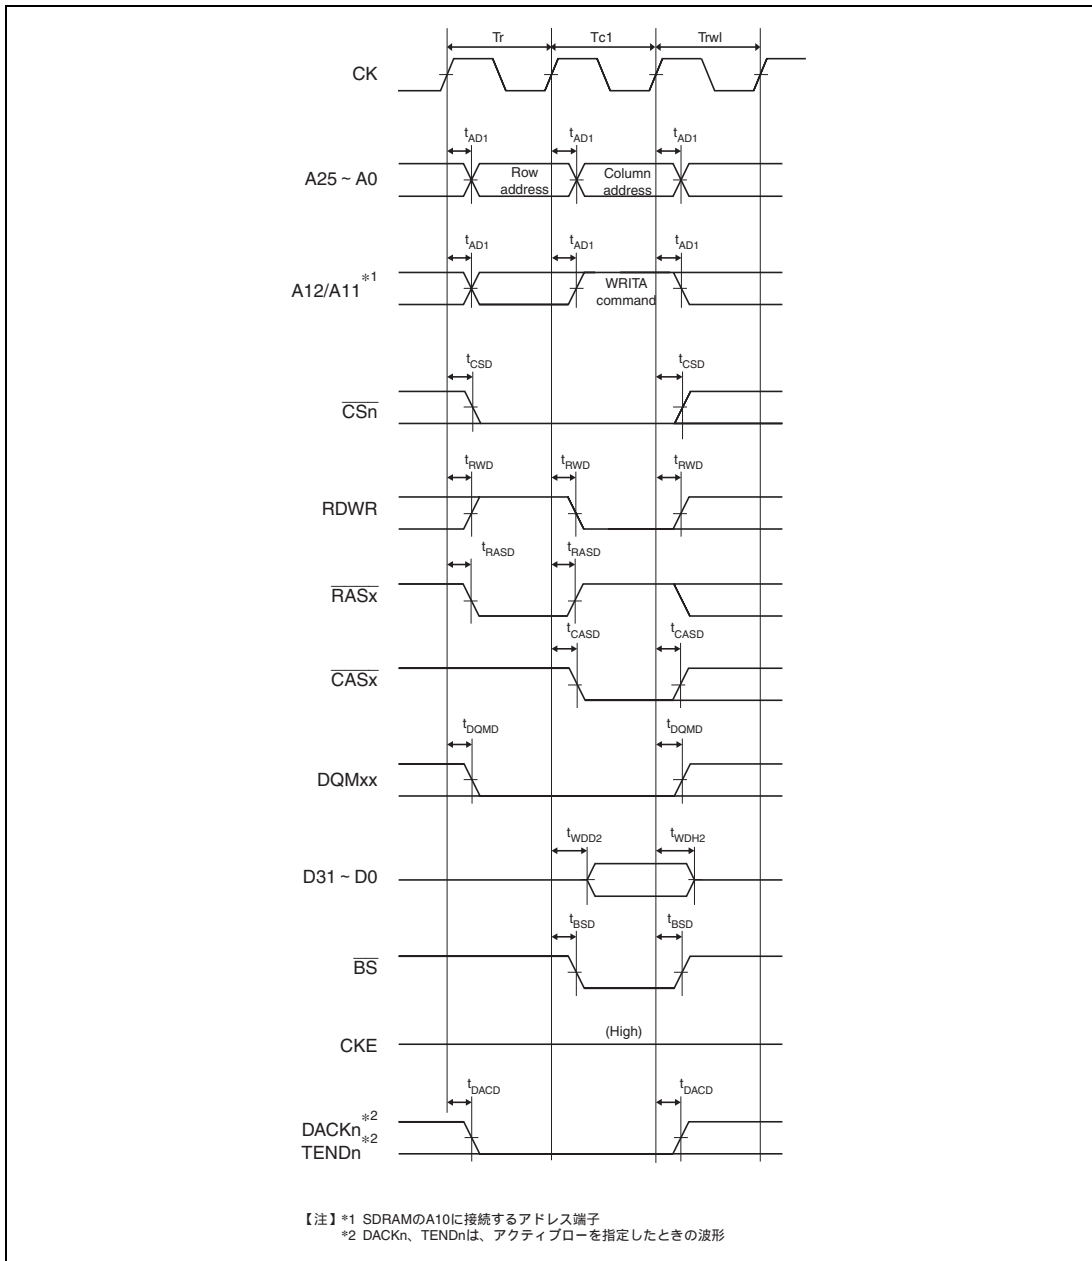 Tr Tc1 Trwl
CK
tAD1 tAD1 tAD1
A25 ~ A0
Row address
Column address
tAD1 tAD1 tAD1
A12/A11*1
WRITA command
tCSD tCSD
CSn
tRWD tRWD tRWD
RDWR
tRASD tRASD
RASx
tCASD tCASD
CASx
tDQMD tDQMD
DQMxx
tWDD2 tWDH2
D31 ~ D0
tBSD tBSD
BS
(High)
CKE
tDACD tDACD
DACKn*2
TENDn*2
【注】*1 SDRAMのA10に接続するアドレス端子
*2 DACKn、TENDnは、アクティブローを指定したときの波形